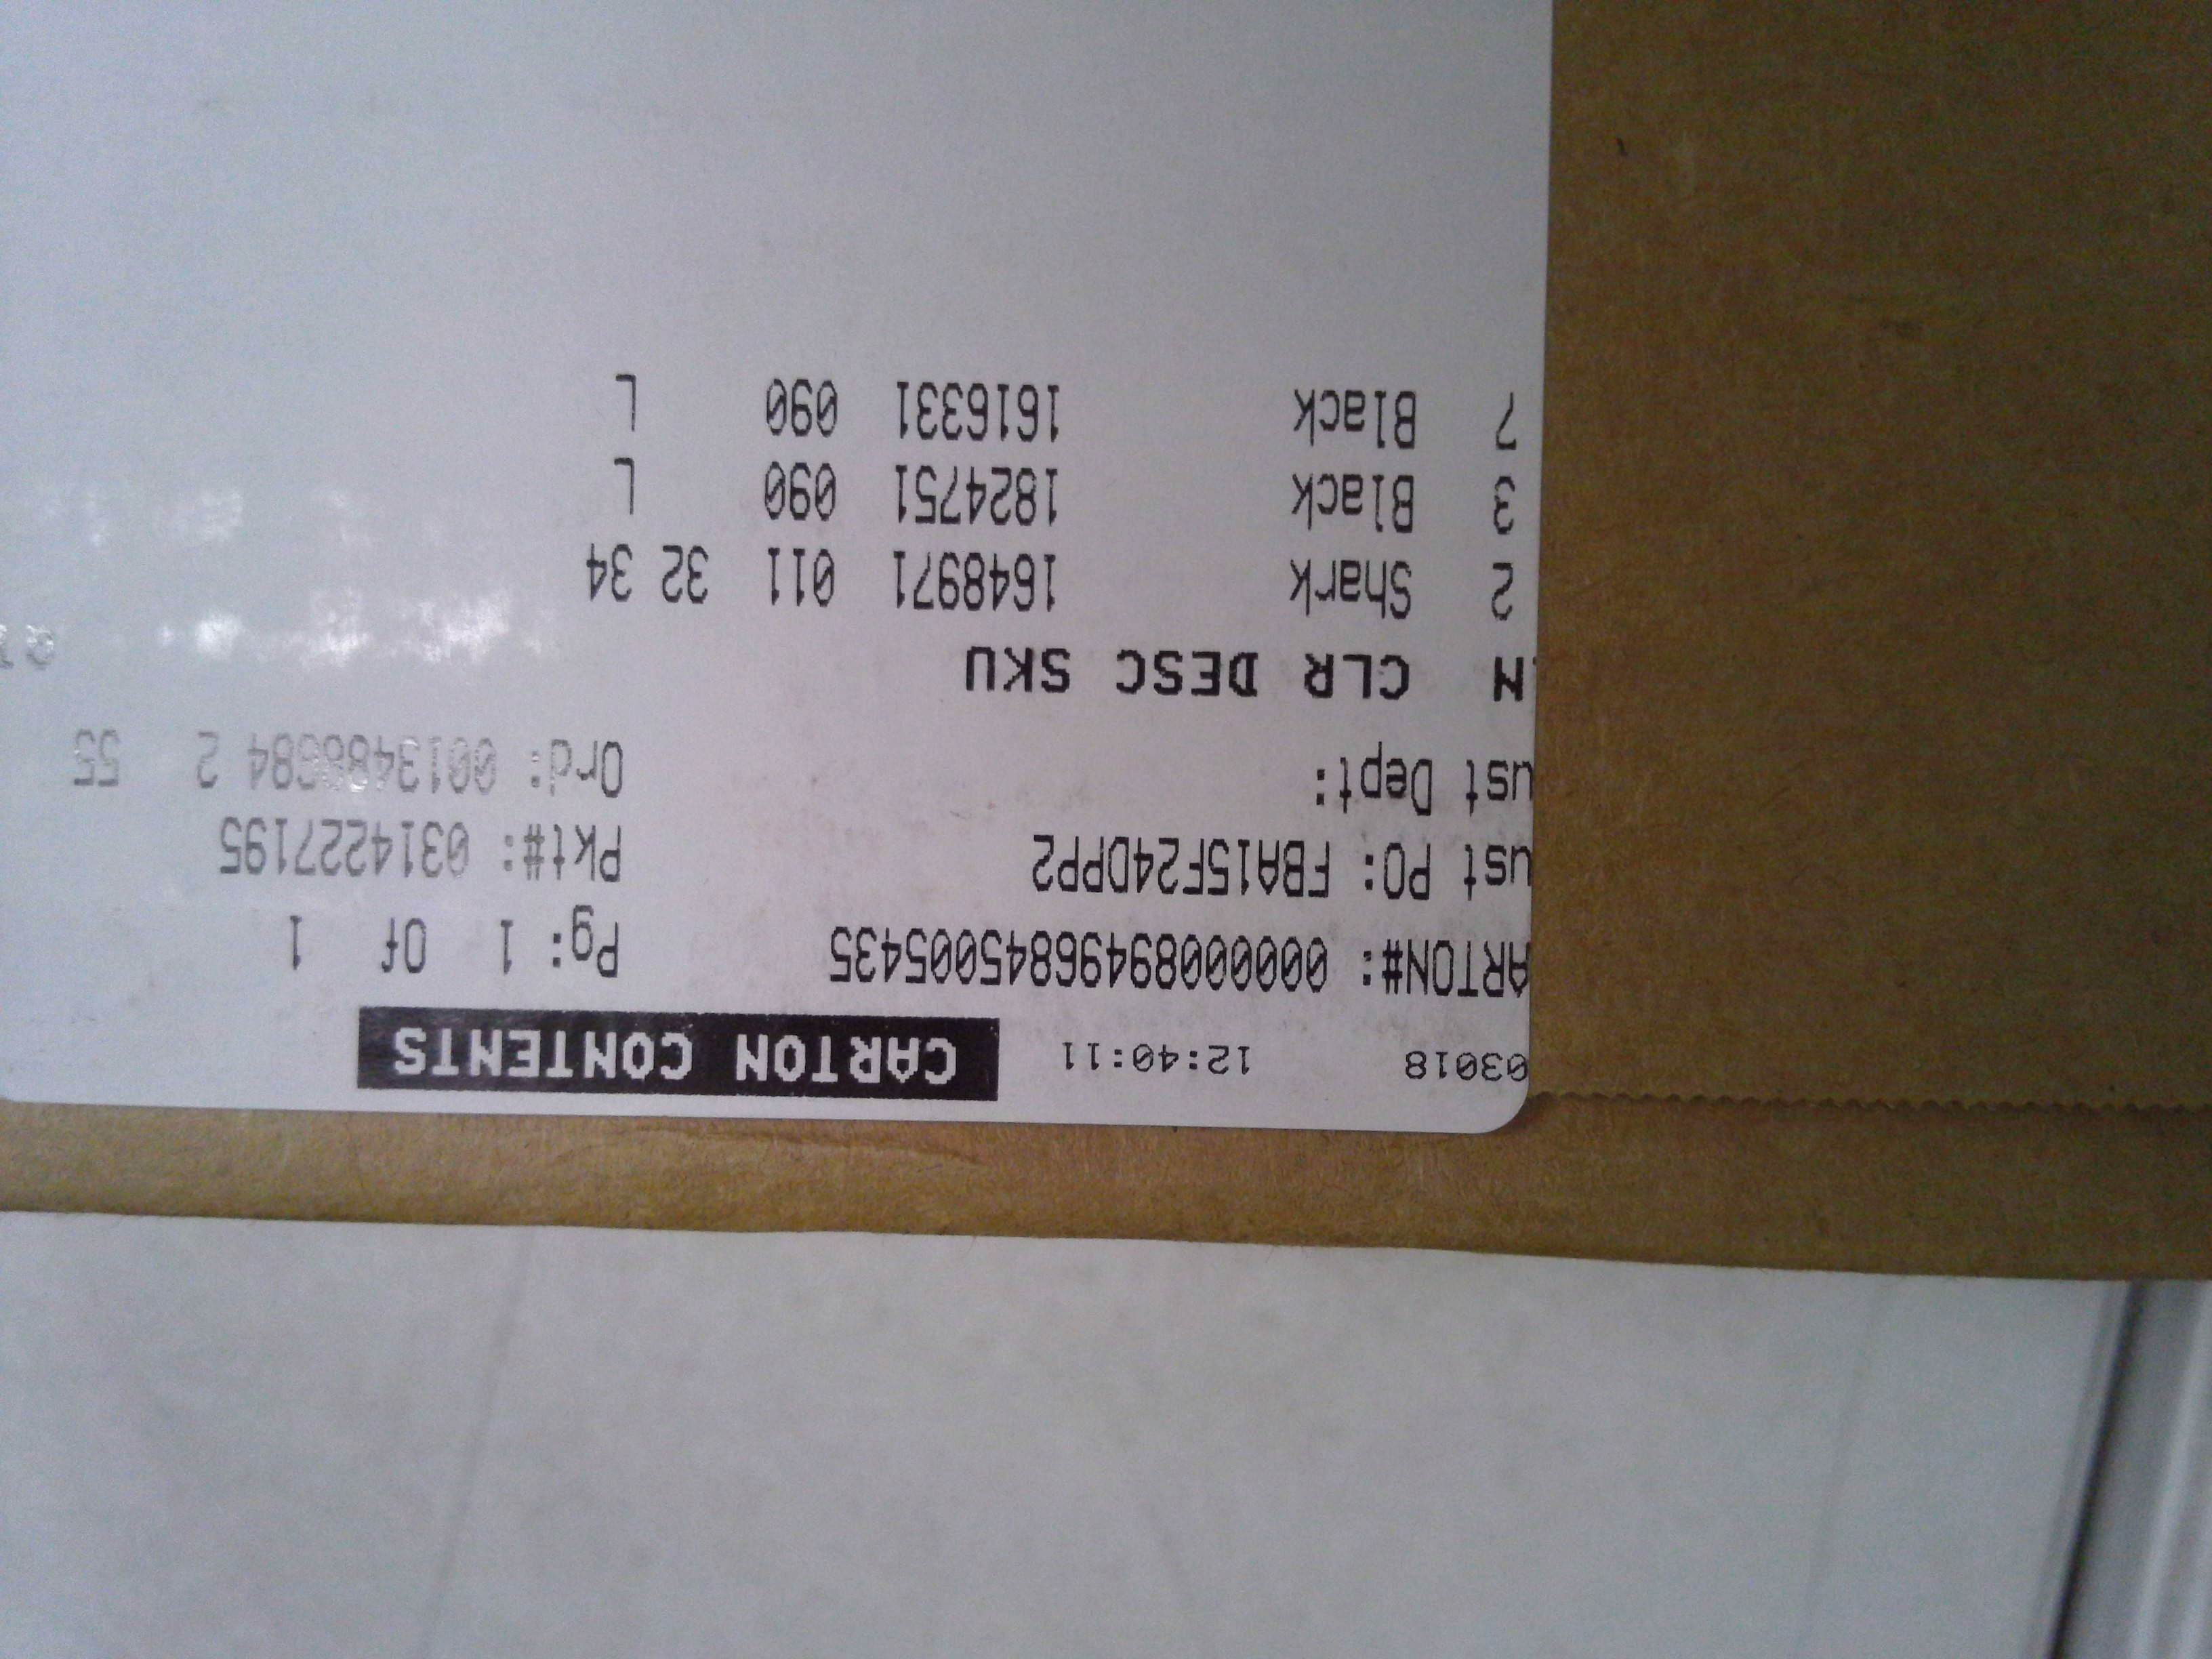 03018 12:40:11 CARTON CONTENTS
ARTON#: 00000089496845005435 Pg: 1 Of 1
ust PO: FBA15F24DPP2 Pkt#: 0314227195
ust Dept: Ord: 0013488684 2 55
N CLR DESC SKU
2 Shark 1648971 011 32 34
3 Black 1824751 090 L
7 Black 1616331 090 L